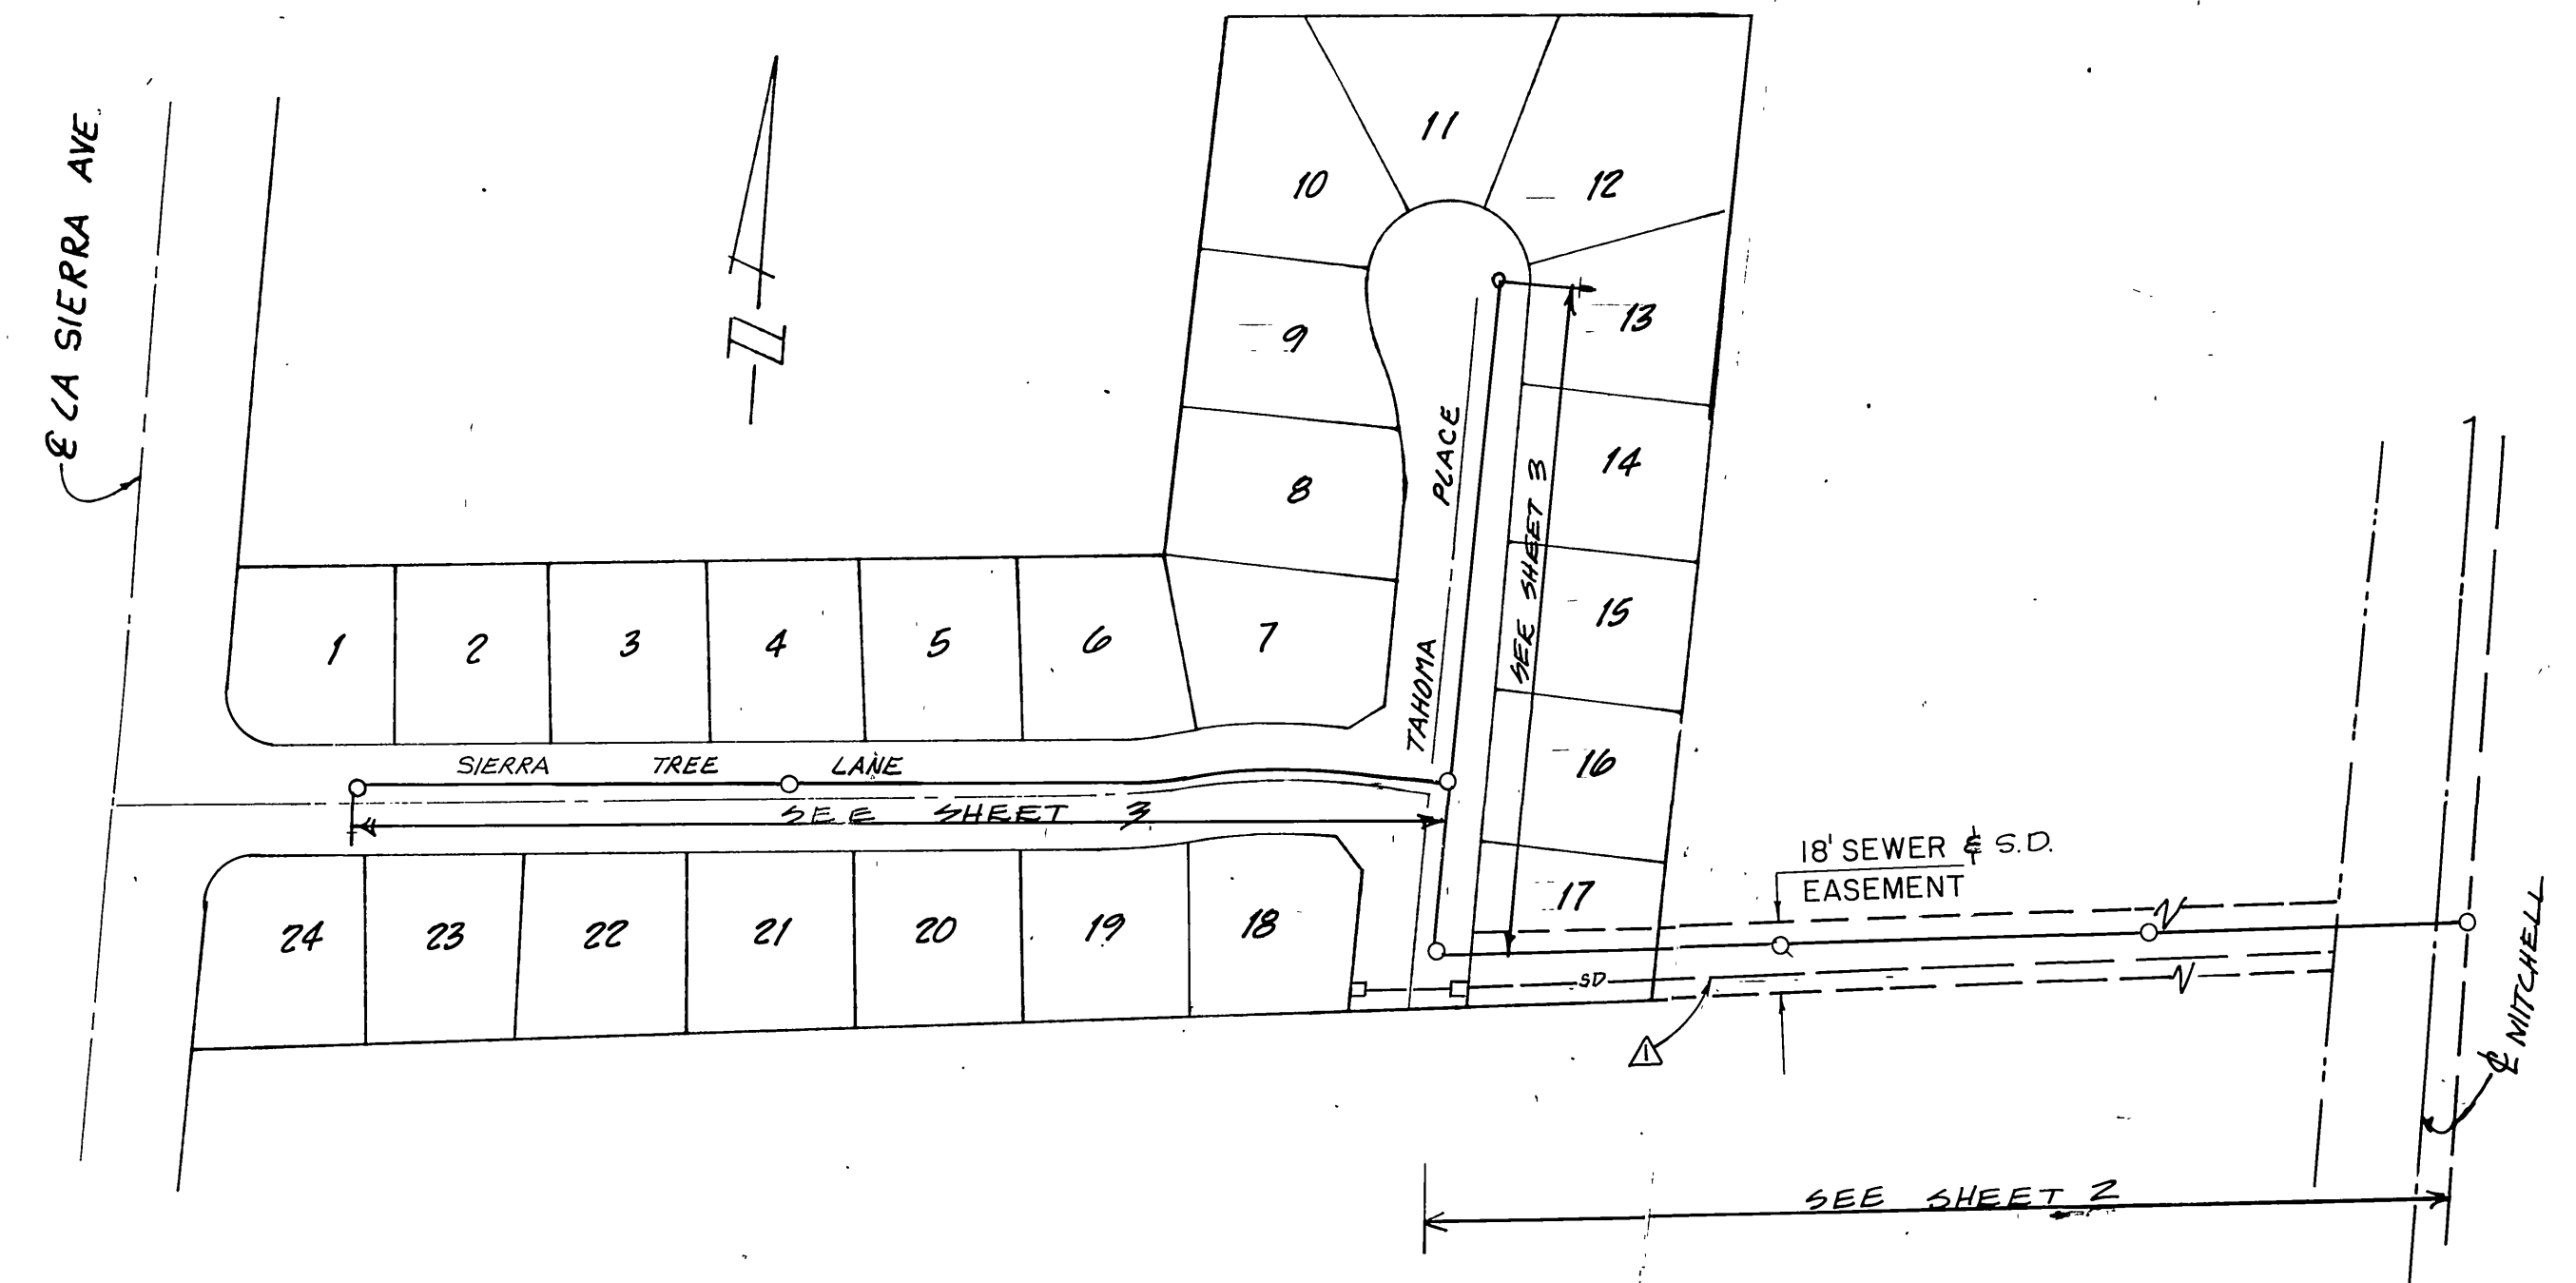 ℄ LA SIERRA AVE.
N
11
10
12
9
13
8
14
PLACE
SEE SHEET 3
TAHOMA
1
2
3
4
5
6
7
15
16
SIERRA TREE LANE
SEE SHEET 3
18' SEWER & S.D.
EASEMENT
17
24
23
22
21
20
19
18
SD
1
℄ MITCHELL
SEE SHEET 2